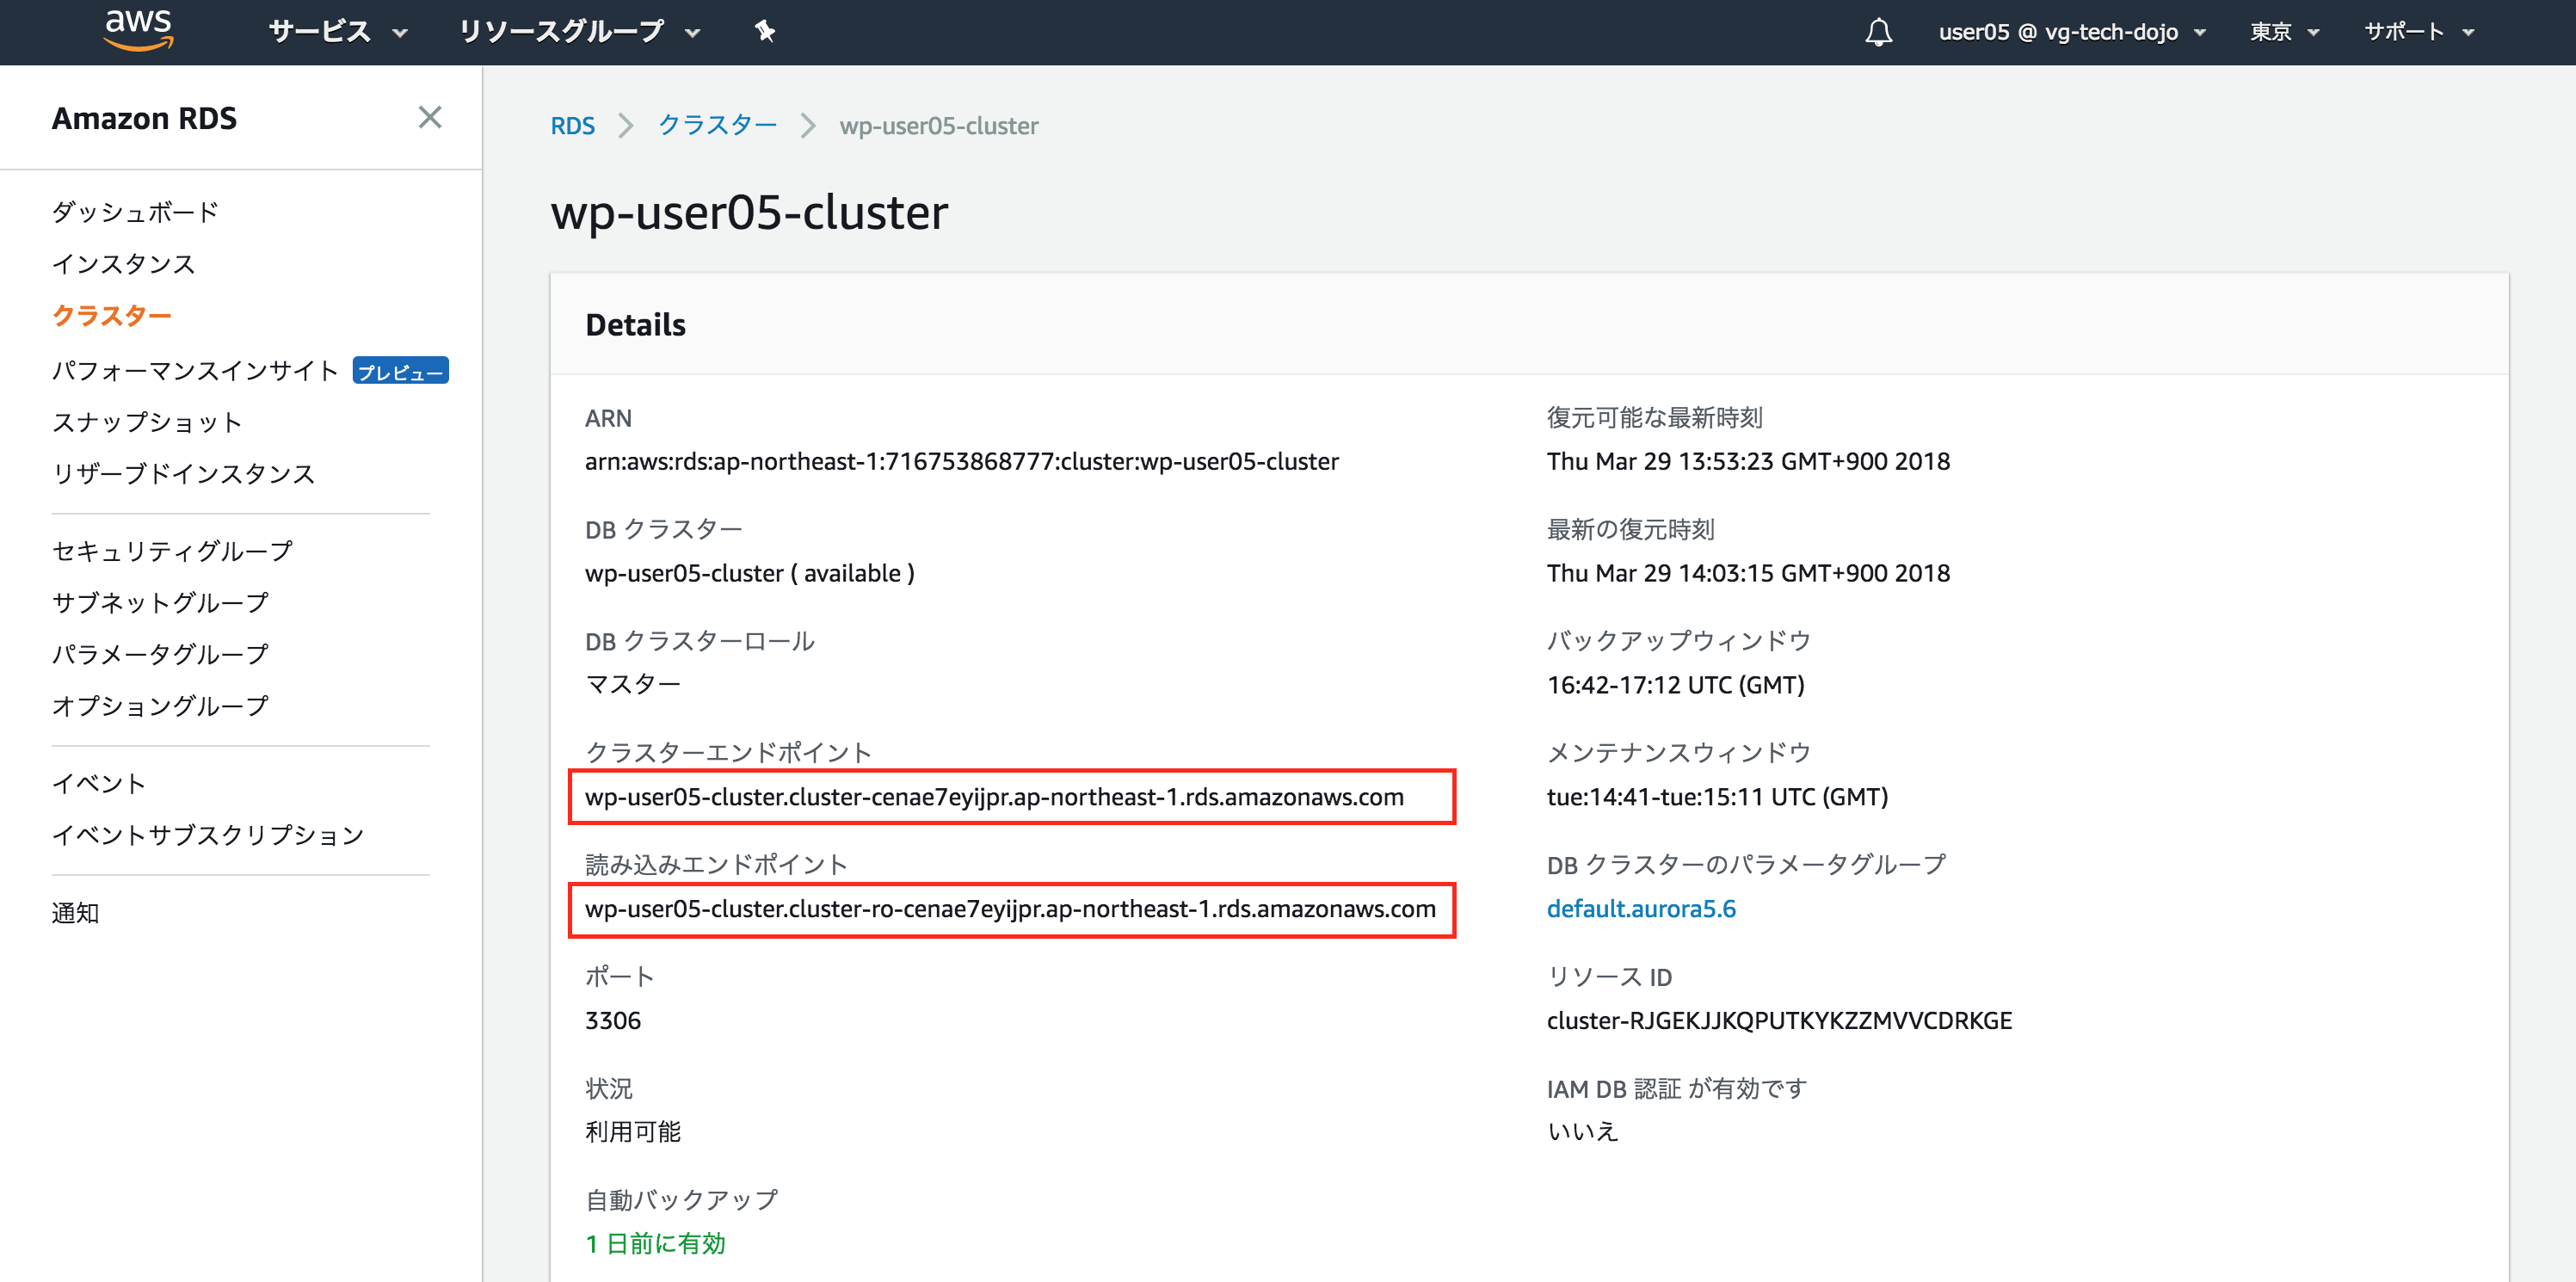 aws サービス リソースグループ user05 @ vg-tech-dojo 東京 サポート
Amazon RDS
ダッシュボード
インスタンス
クラスター
パフォーマンスインサイト プレビュー
スナップショット
リザーブドインスタンス
セキュリティグループ
サブネットグループ
パラメータグループ
オプショングループ
イベント
イベントサブスクリプション
通知
RDS クラスター wp-user05-cluster
wp-user05-cluster
Details
ARN
arn:aws:rds:ap-northeast-1:716753868777:cluster:wp-user05-cluster
DB クラスター
wp-user05-cluster ( available )
DB クラスターロール
マスター
クラスターエンドポイント
wp-user05-cluster.cluster-cenae7eyijpr.ap-northeast-1.rds.amazonaws.com
読み込みエンドポイント
wp-user05-cluster.cluster-ro-cenae7eyijpr.ap-northeast-1.rds.amazonaws.com
ポート
3306
状況
利用可能
自動バックアップ
1 日前に有効
復元可能な最新時刻
Thu Mar 29 13:53:23 GMT+900 2018
最新の復元時刻
Thu Mar 29 14:03:15 GMT+900 2018
バックアップウィンドウ
16:42-17:12 UTC (GMT)
メンテナンスウィンドウ
tue:14:41-tue:15:11 UTC (GMT)
DB クラスターのパラメータグループ
default.aurora5.6
リソース ID
cluster-RJGEKJJKQPUTKYKZZMVVCDRKGE
IAM DB 認証 が有効です
いいえ